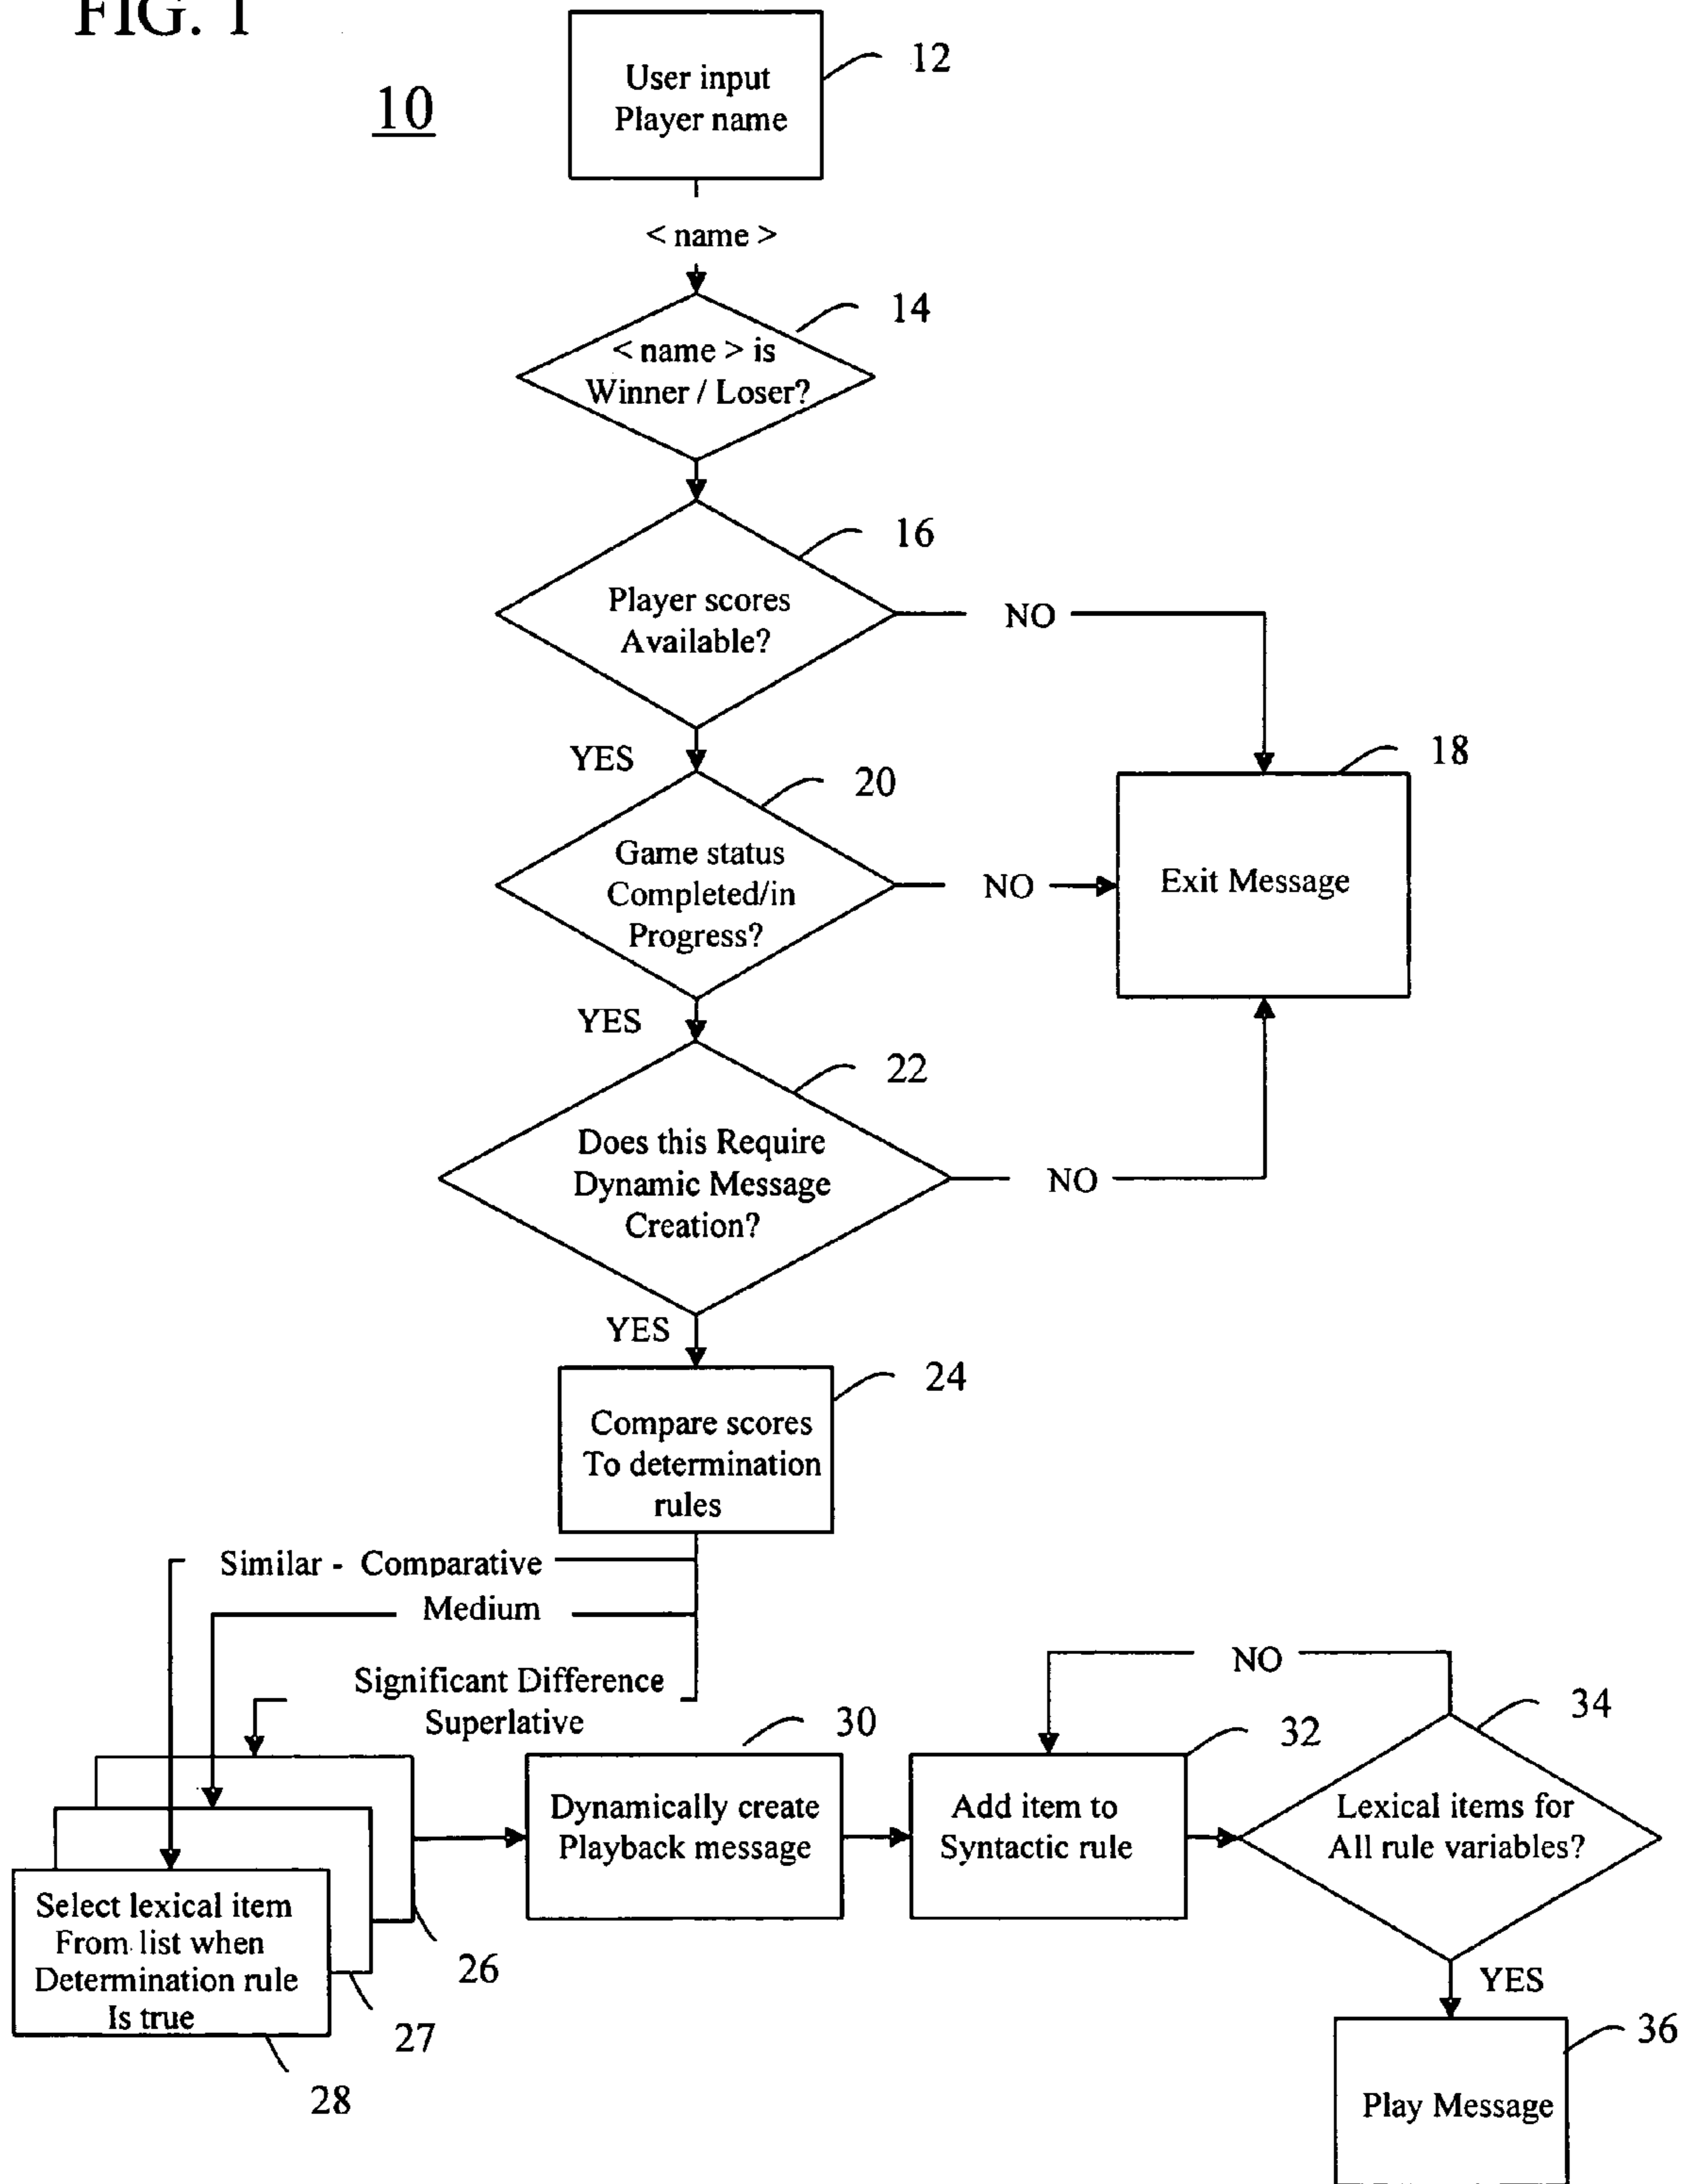 FIG. 1
10
12
User input
Player name
< name >
14
< name > is
Winner / Loser?
16
Player scores
Available?
NO
YES
18
Exit Message
20
Game status
Completed/in
Progress?
NO
YES
22
Does this Require
Dynamic Message
Creation?
NO
YES
24
Compare scores
To determination
rules
Similar - Comparative
Medium
Significant Difference
Superlative
26
27
28
Select lexical item
From list when
Determination rule
Is true
30
Dynamically create
Playback message
32
Add item to
Syntactic rule
NO
34
Lexical items for
All rule variables?
YES
36
Play Message